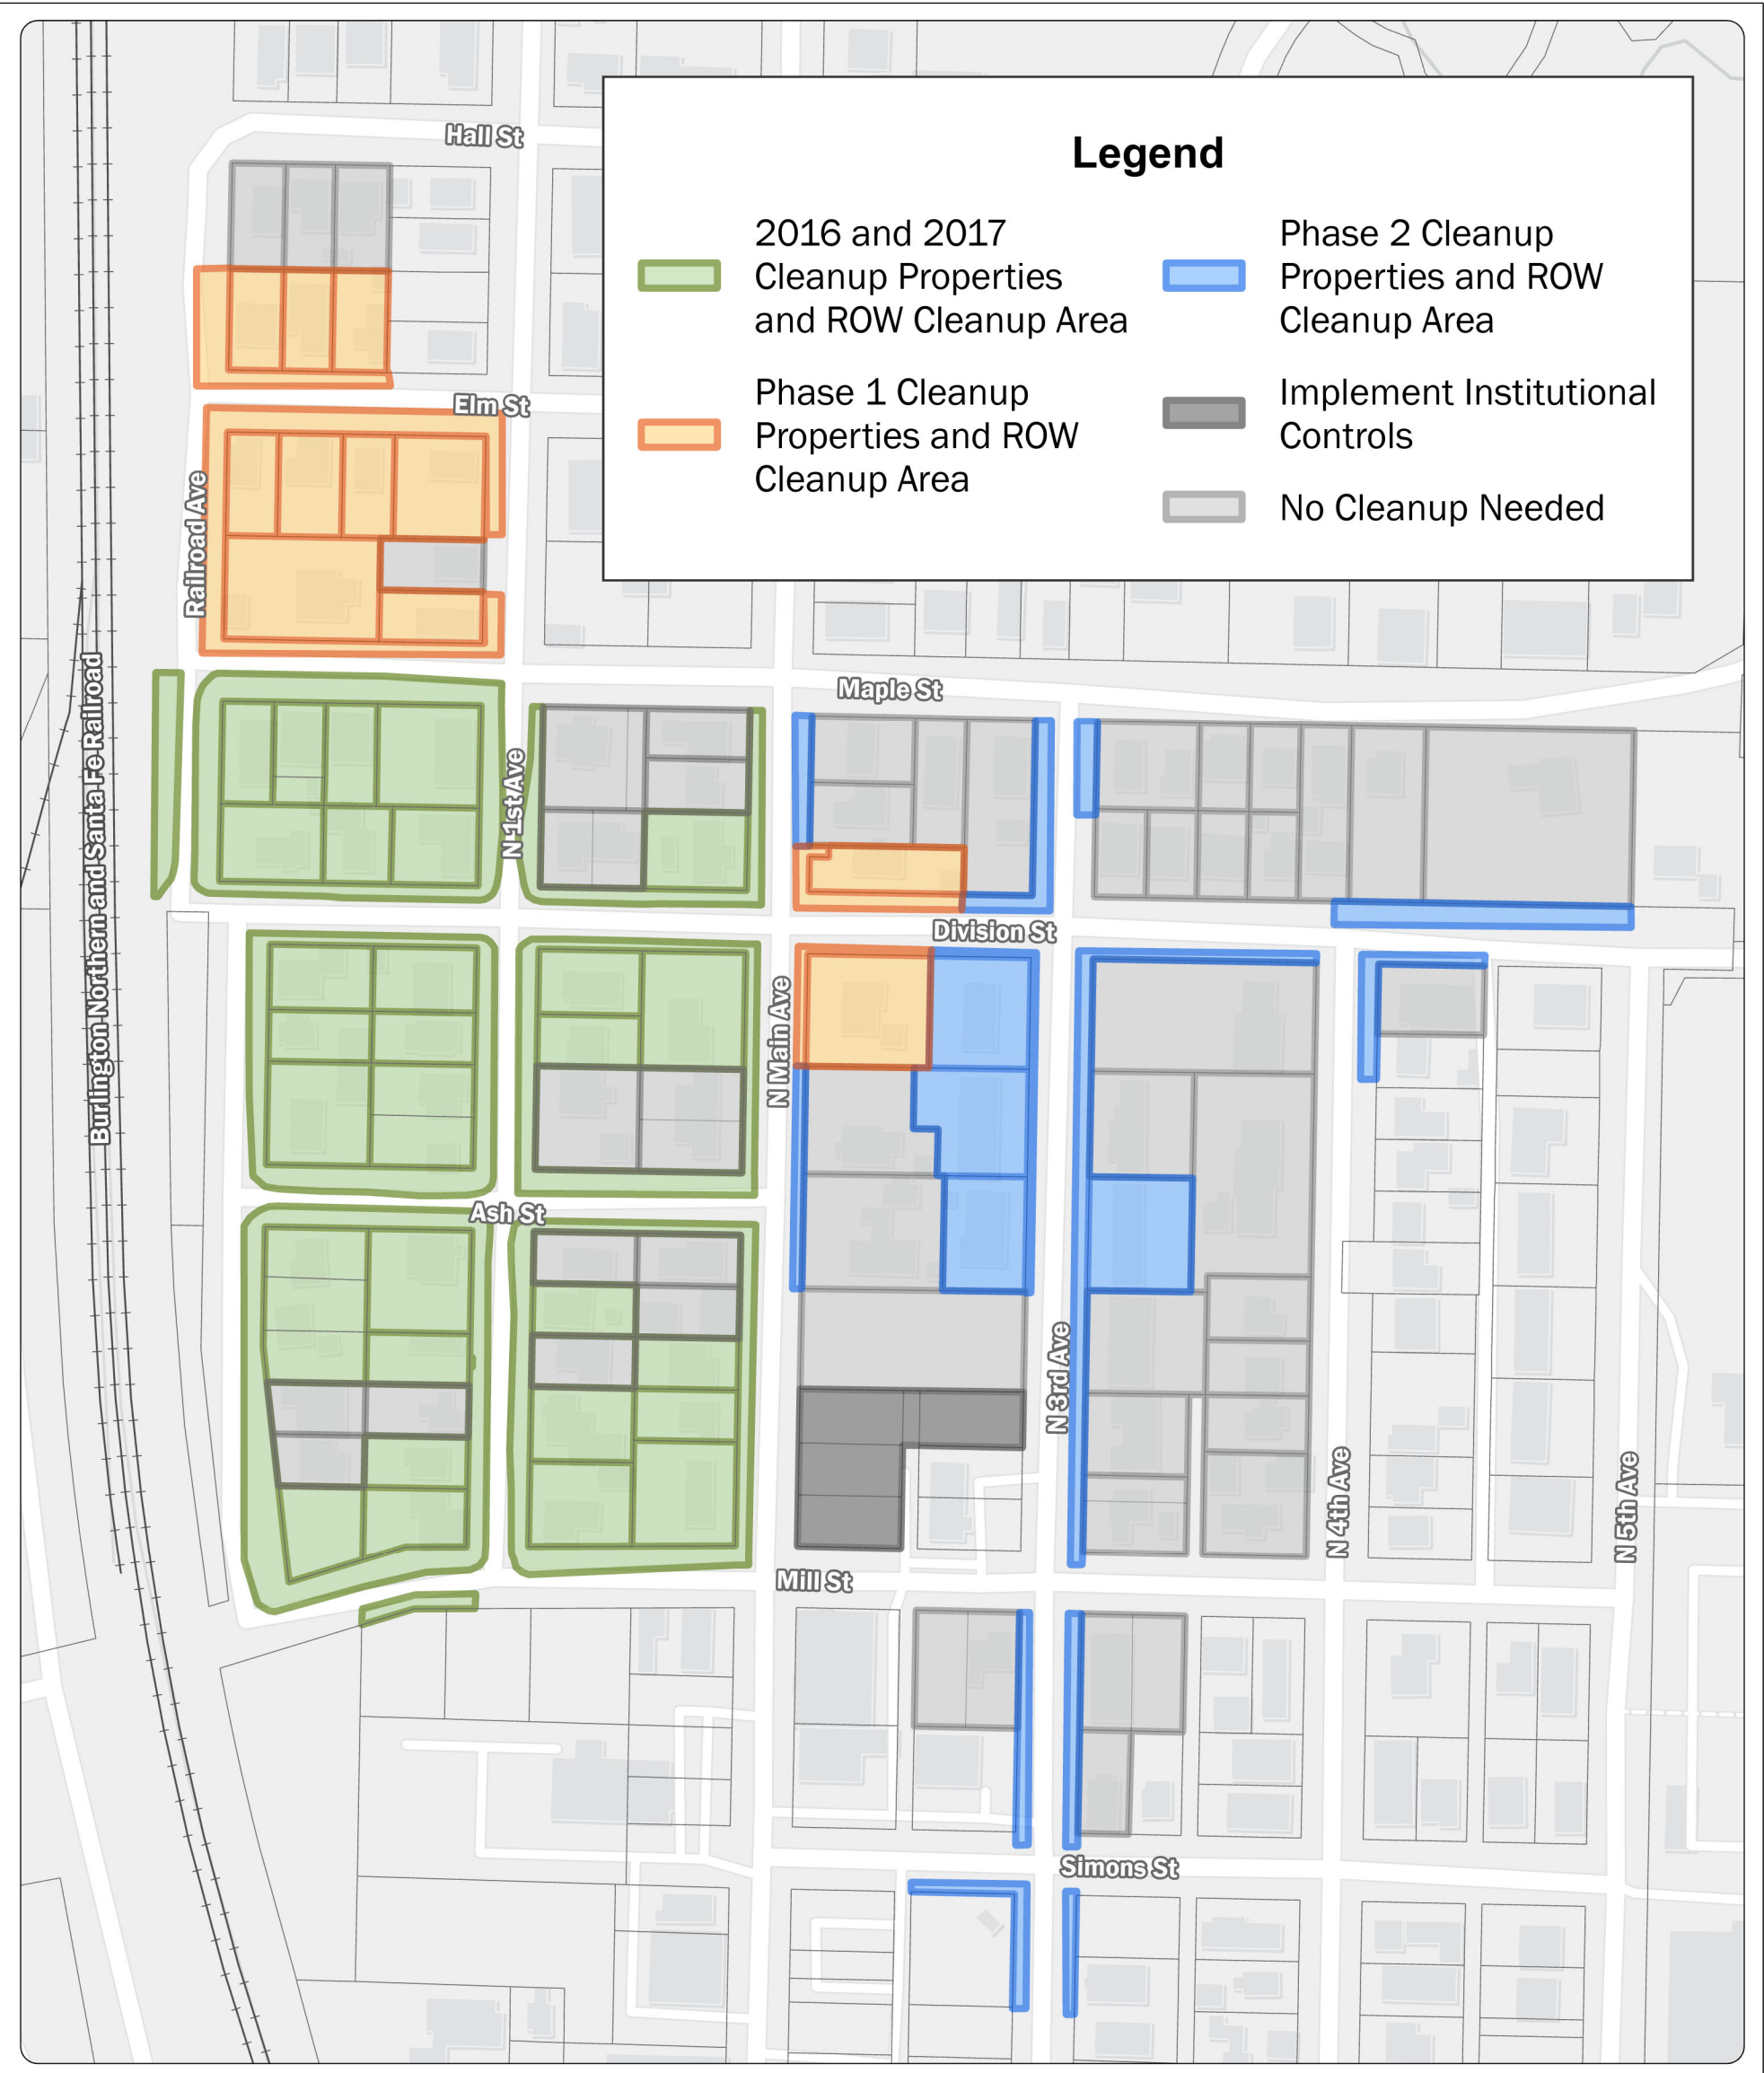 Legend
2016 and 2017
Cleanup Properties
and ROW Cleanup Area
Phase 1 Cleanup
Properties and ROW
Cleanup Area
Phase 2 Cleanup
Properties and ROW
Cleanup Area
Implement Institutional
Controls
No Cleanup Needed
Hall St
Elm St
Railroad Ave
Burlington Northern and Santa Fe Railroad
Maple St
N 1st Ave
Division St
N Main Ave
Ash St
N 3rd Ave
N 4th Ave
N 5th Ave
Mill St
Simons St